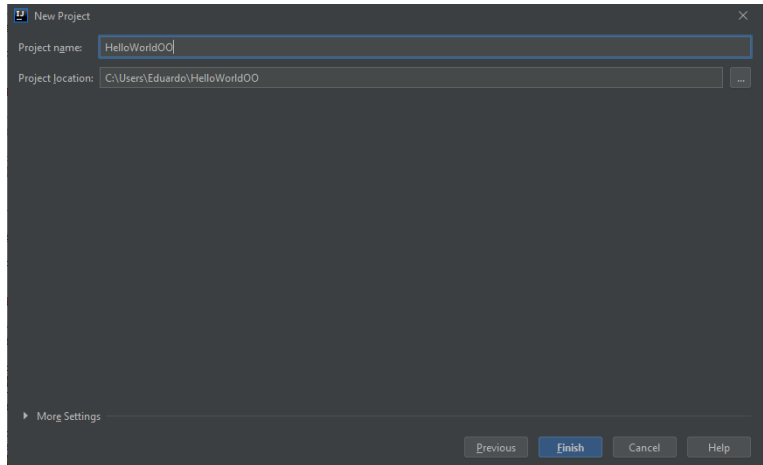 New Project
Project name: HelloWorldOO
Project location: C:\Users\Eduardo\HelloWorldOO ...
More Settings
Previous Finish Cancel Help